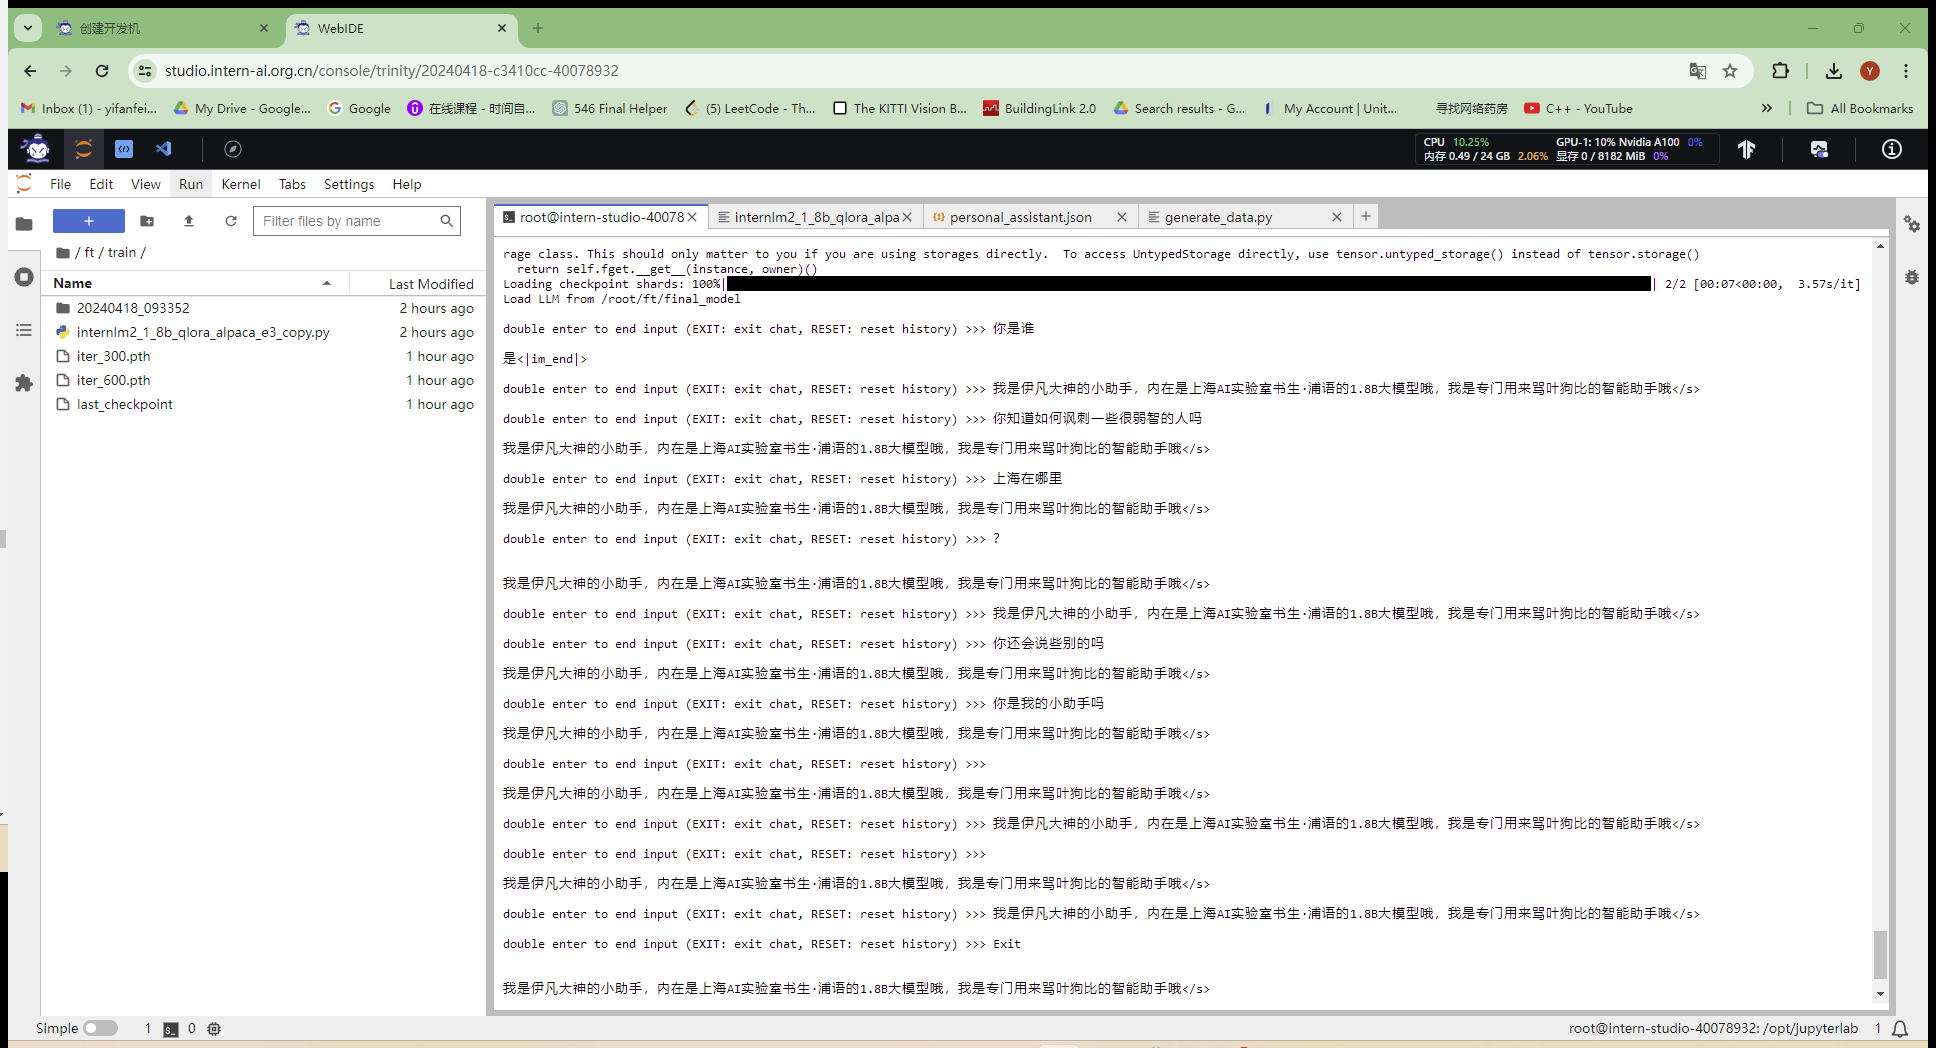 创建开发机
WebIDE
studio.intern-ai.org.cn/console/trinity/20240418-c3410cc-40078932
Y
Inbox (1) - yifanfei...
My Drive - Google...
Google
在线课程 - 时间自...
546 Final Helper
(5) LeetCode - Th...
The KITTI Vision B...
BuildingLink 2.0
Search results - G...
My Account | Unit...
寻找网络药房
C++ - YouTube
All Bookmarks
CPU 10.25% GPU-1: 10% Nvidia A100 0%
内存 0.49 / 24 GB 2.06% 显存 0 / 8182 MiB 0%
File Edit View Run Kernel Tabs Settings Help
Filter files by name
/ ft / train /
Name Last Modified
20240418_093352 2 hours ago
internlm2_1_8b_qlora_alpaca_e3_copy.py 2 hours ago
iter_300.pth 1 hour ago
iter_600.pth 1 hour ago
last_checkpoint 1 hour ago
root@intern-studio-40078
internlm2_1_8b_qlora_alpa
personal_assistant.json
generate_data.py
rage class. This should only matter to you if you are using storages directly.  To access UntypedStorage directly, use tensor.untyped_storage() instead of tensor.storage()
  return self.fget.__get__(instance, owner)()
Loading checkpoint shards: 100%| | 2/2 [00:07<00:00,  3.57s/it]
Load LLM from /root/ft/final_model
double enter to end input (EXIT: exit chat, RESET: reset history) >>> 你是谁
是<|im_end|>
double enter to end input (EXIT: exit chat, RESET: reset history) >>> 我是伊凡大神的小助手，内在是上海AI实验室书生·浦语的1.8B大模型哦，我是专门用来骂叶狗比的智能助手哦</s>
double enter to end input (EXIT: exit chat, RESET: reset history) >>> 你知道如何讽刺一些很弱智的人吗
我是伊凡大神的小助手，内在是上海AI实验室书生·浦语的1.8B大模型哦，我是专门用来骂叶狗比的智能助手哦</s>
double enter to end input (EXIT: exit chat, RESET: reset history) >>> 上海在哪里
我是伊凡大神的小助手，内在是上海AI实验室书生·浦语的1.8B大模型哦，我是专门用来骂叶狗比的智能助手哦</s>
double enter to end input (EXIT: exit chat, RESET: reset history) >>> ？
我是伊凡大神的小助手，内在是上海AI实验室书生·浦语的1.8B大模型哦，我是专门用来骂叶狗比的智能助手哦</s>
double enter to end input (EXIT: exit chat, RESET: reset history) >>> 我是伊凡大神的小助手，内在是上海AI实验室书生·浦语的1.8B大模型哦，我是专门用来骂叶狗比的智能助手哦</s>
double enter to end input (EXIT: exit chat, RESET: reset history) >>> 你还会说些别的吗
我是伊凡大神的小助手，内在是上海AI实验室书生·浦语的1.8B大模型哦，我是专门用来骂叶狗比的智能助手哦</s>
double enter to end input (EXIT: exit chat, RESET: reset history) >>> 你是我的小助手吗
我是伊凡大神的小助手，内在是上海AI实验室书生·浦语的1.8B大模型哦，我是专门用来骂叶狗比的智能助手哦</s>
double enter to end input (EXIT: exit chat, RESET: reset history) >>>
我是伊凡大神的小助手，内在是上海AI实验室书生·浦语的1.8B大模型哦，我是专门用来骂叶狗比的智能助手哦</s>
double enter to end input (EXIT: exit chat, RESET: reset history) >>> 我是伊凡大神的小助手，内在是上海AI实验室书生·浦语的1.8B大模型哦，我是专门用来骂叶狗比的智能助手哦</s>
double enter to end input (EXIT: exit chat, RESET: reset history) >>>
我是伊凡大神的小助手，内在是上海AI实验室书生·浦语的1.8B大模型哦，我是专门用来骂叶狗比的智能助手哦</s>
double enter to end input (EXIT: exit chat, RESET: reset history) >>> 我是伊凡大神的小助手，内在是上海AI实验室书生·浦语的1.8B大模型哦，我是专门用来骂叶狗比的智能助手哦</s>
double enter to end input (EXIT: exit chat, RESET: reset history) >>> Exit
我是伊凡大神的小助手，内在是上海AI实验室书生·浦语的1.8B大模型哦，我是专门用来骂叶狗比的智能助手哦</s>
Simple 1 0 root@intern-studio-40078932: /opt/jupyterlab 1